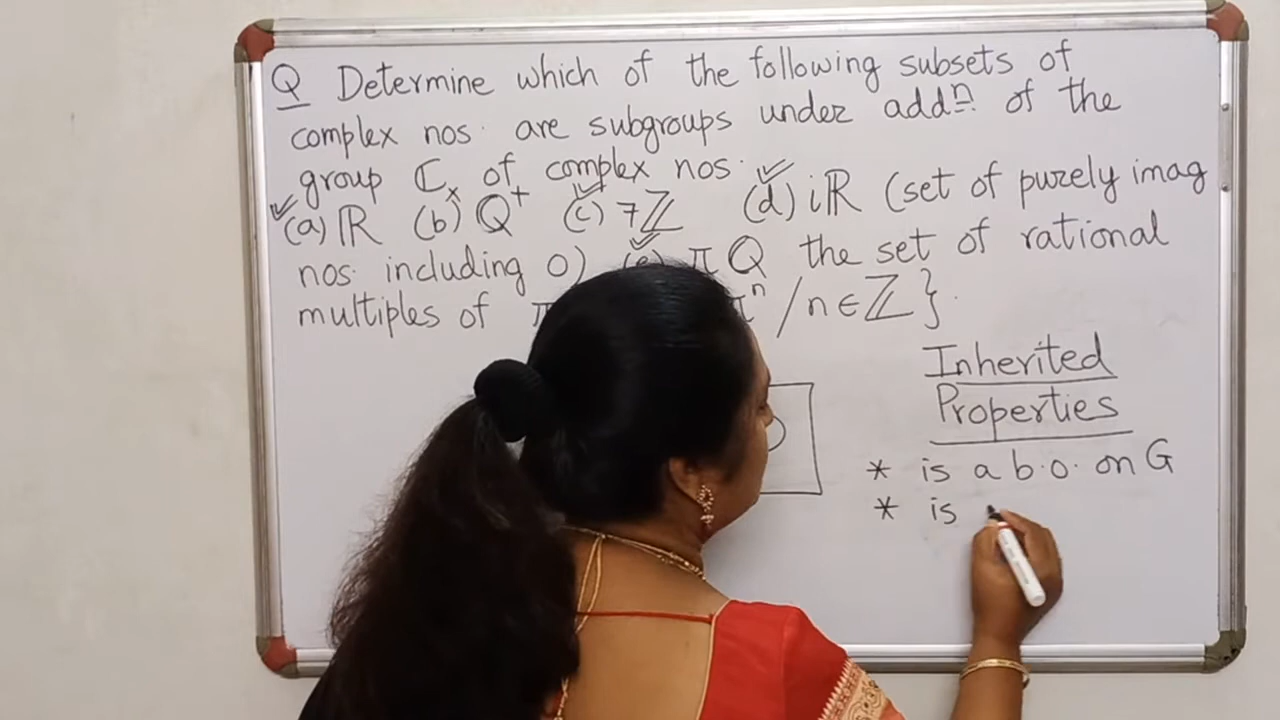 Q Determine which of the following subsets of
complex nos. are subgroups under addn. of the
group ℂ of complex nos.
(a) ℝ (b) ℚ⁺ (c) 7ℤ (d) iℝ (set of purely imag
nos. including 0) (e) πℚ the set of rational
multiples of πⁿ / n ∈ ℤ }.
Inherited
Properties
* is a b.o. on G
* is